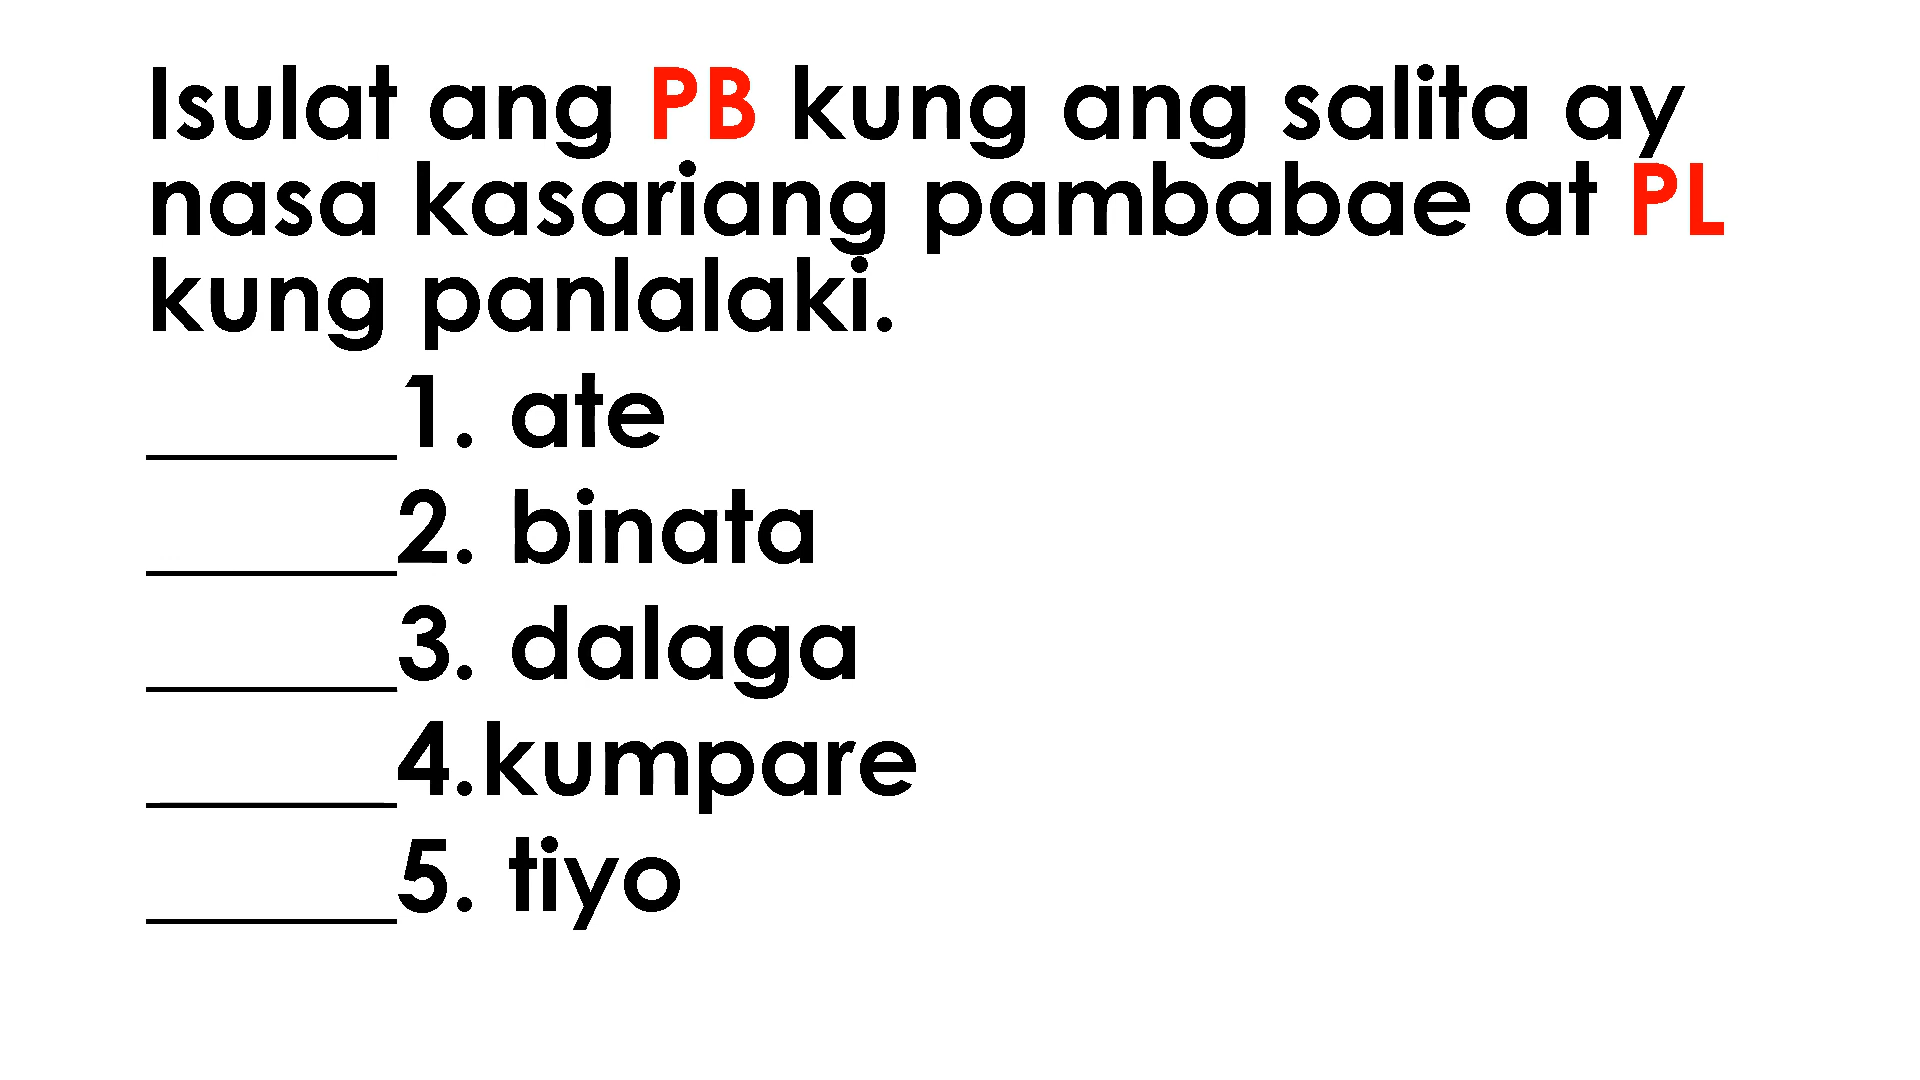 Isulat ang PB kung ang salita ay
nasa kasariang pambabae at PL
kung panlalaki.
______1. ate
______2. binata
______3. dalaga
______4.kumpare
______5. tiyo